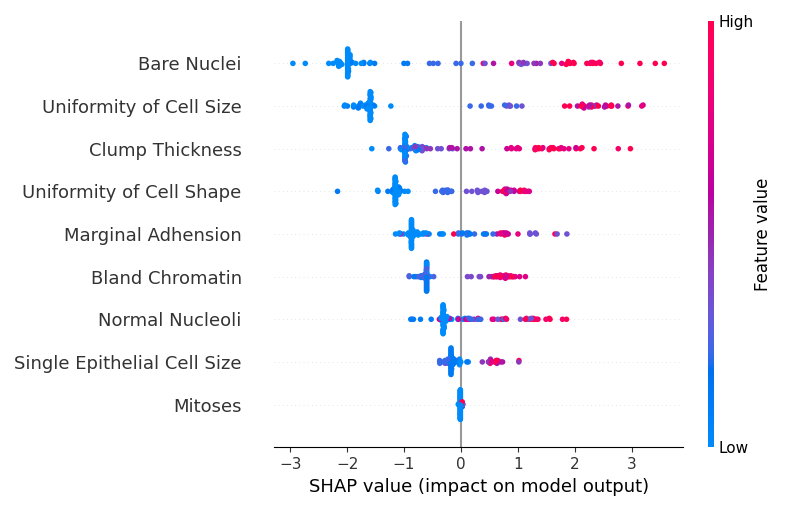 High
Bare Nuclei
Uniformity of Cell Size
Clump Thickness
Uniformity of Cell Shape
Marginal Adhension
Bland Chromatin
Normal Nucleoli
Single Epithelial Cell Size
Mitoses
Feature value
Low
−3 −2 −1 0 1 2 3
SHAP value (impact on model output)